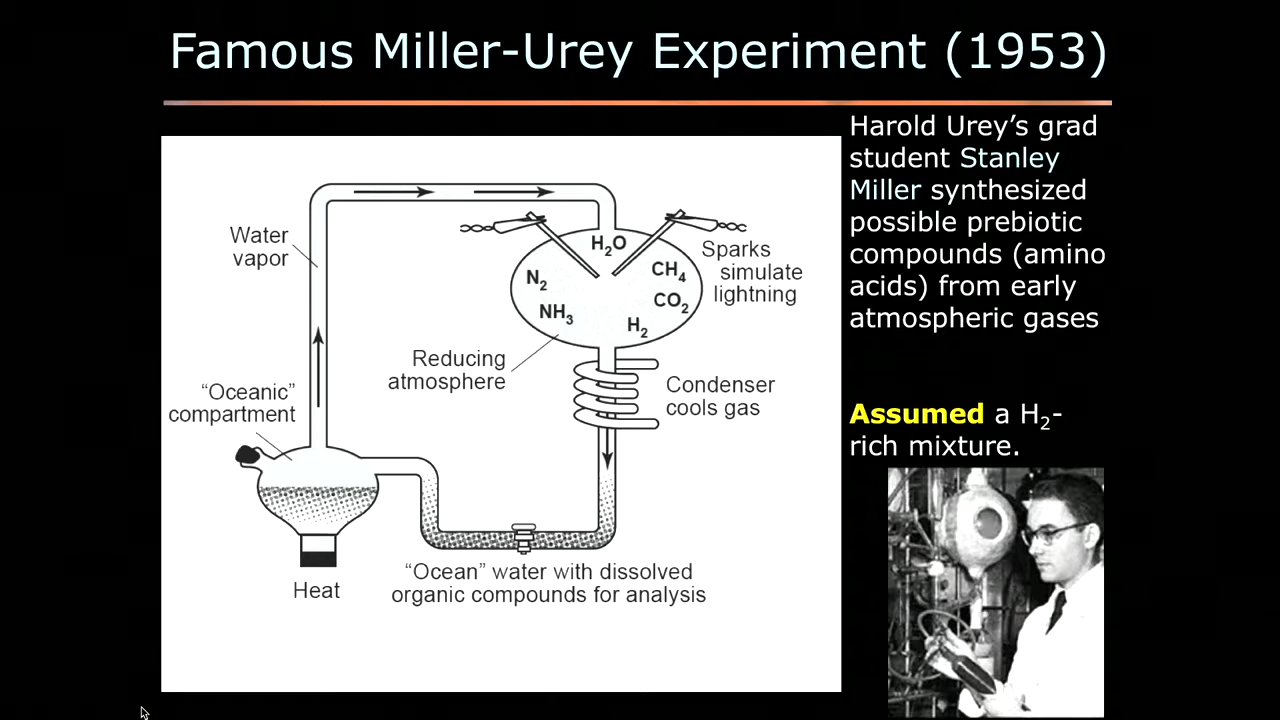 Famous Miller-Urey Experiment (1953)
Harold Urey’s grad
student Stanley
Miller synthesized
possible prebiotic
compounds (amino
acids) from early
atmospheric gases
Assumed a H₂-
rich mixture.
Water
vapor
H₂O
N₂
CH₄
CO₂
NH₃
H₂
Sparks
simulate
lightning
Reducing
atmosphere
Condenser
cools gas
“Oceanic”
compartment
Heat
“Ocean” water with dissolved
organic compounds for analysis